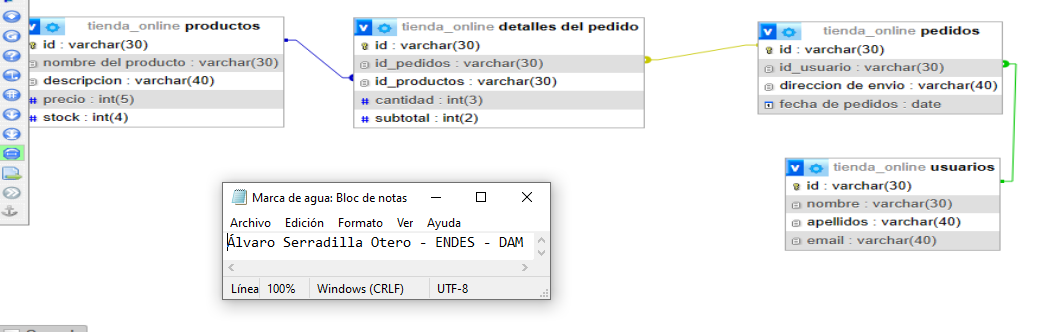 tienda_online productos
id : varchar(30)
nombre del producto : varchar(30)
descripcion : varchar(40)
precio : int(5)
stock : int(4)
tienda_online detalles del pedido
id : varchar(30)
id_pedidos : varchar(30)
id_productos : varchar(30)
cantidad : int(3)
subtotal : int(2)
tienda_online pedidos
id : varchar(30)
id_usuario : varchar(30)
direccion de envio : varchar(40)
fecha de pedidos : date
tienda_online usuarios
id : varchar(30)
nombre : varchar(30)
apellidos : varchar(40)
email : varchar(40)
Marca de agua: Bloc de notas
Archivo Edición Formato Ver Ayuda
Álvaro Serradilla Otero - ENDES - DAM
Línea 100% Windows (CRLF) UTF-8